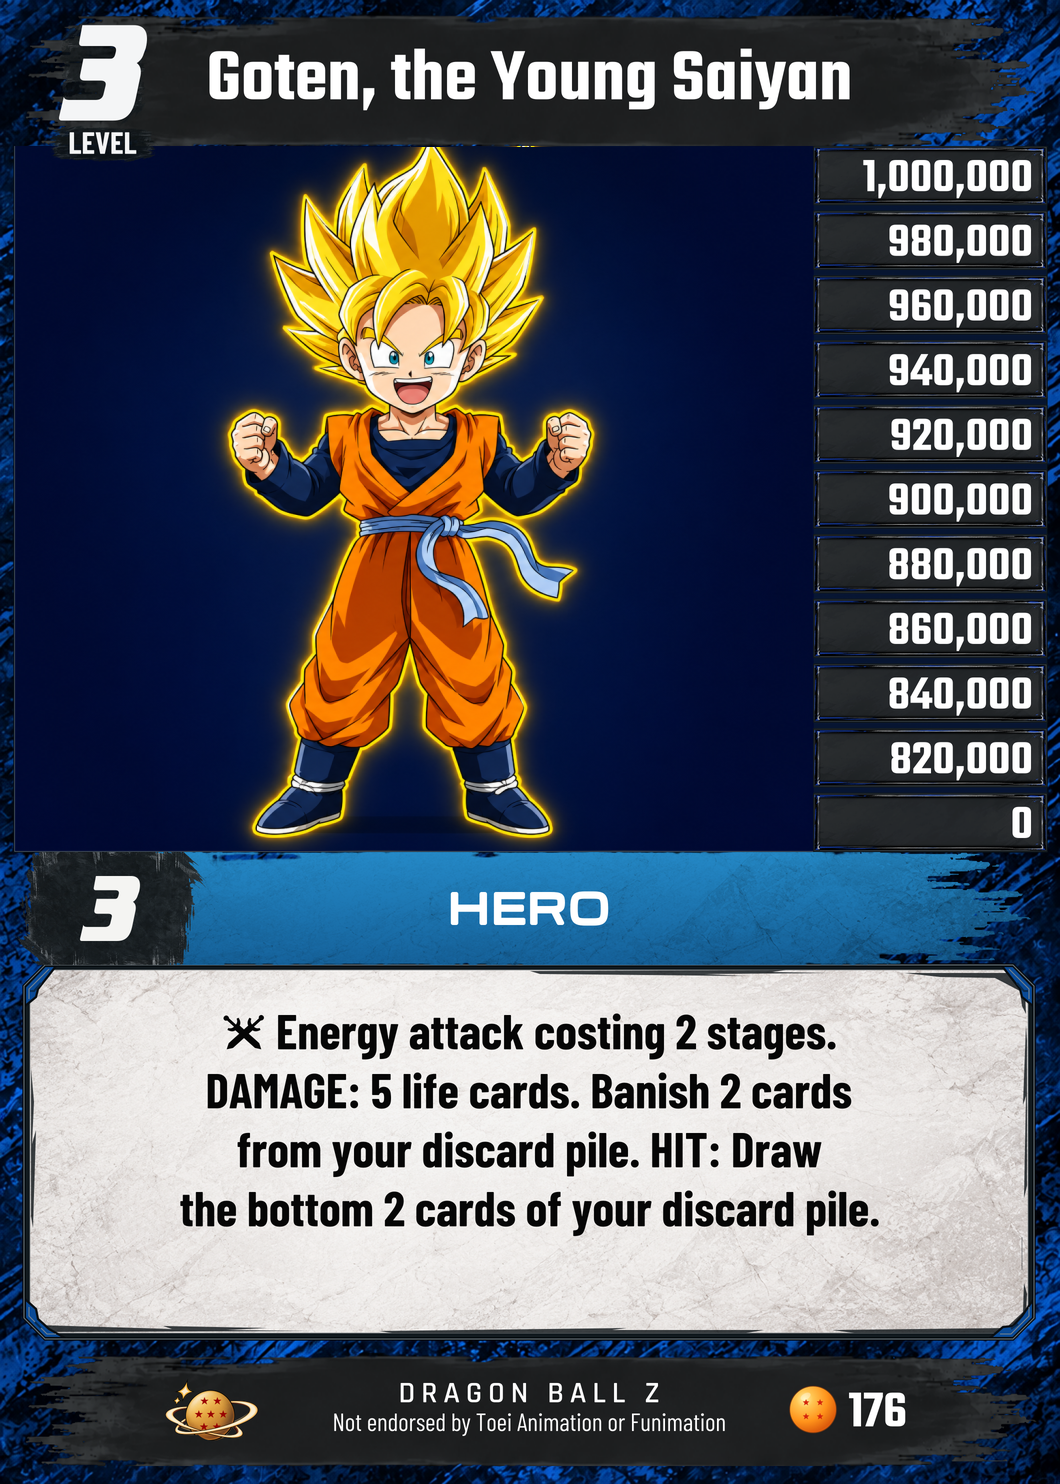 3
LEVEL
Goten, the Young Saiyan
1,000,000
980,000
960,000
940,000
920,000
900,000
880,000
860,000
840,000
820,000
0
3
HERO
Energy attack costing 2 stages.
DAMAGE: 5 life cards. Banish 2 cards
from your discard pile. HIT: Draw
the bottom 2 cards of your discard pile.
DRAGON BALL Z
Not endorsed by Toei Animation or Funimation
176